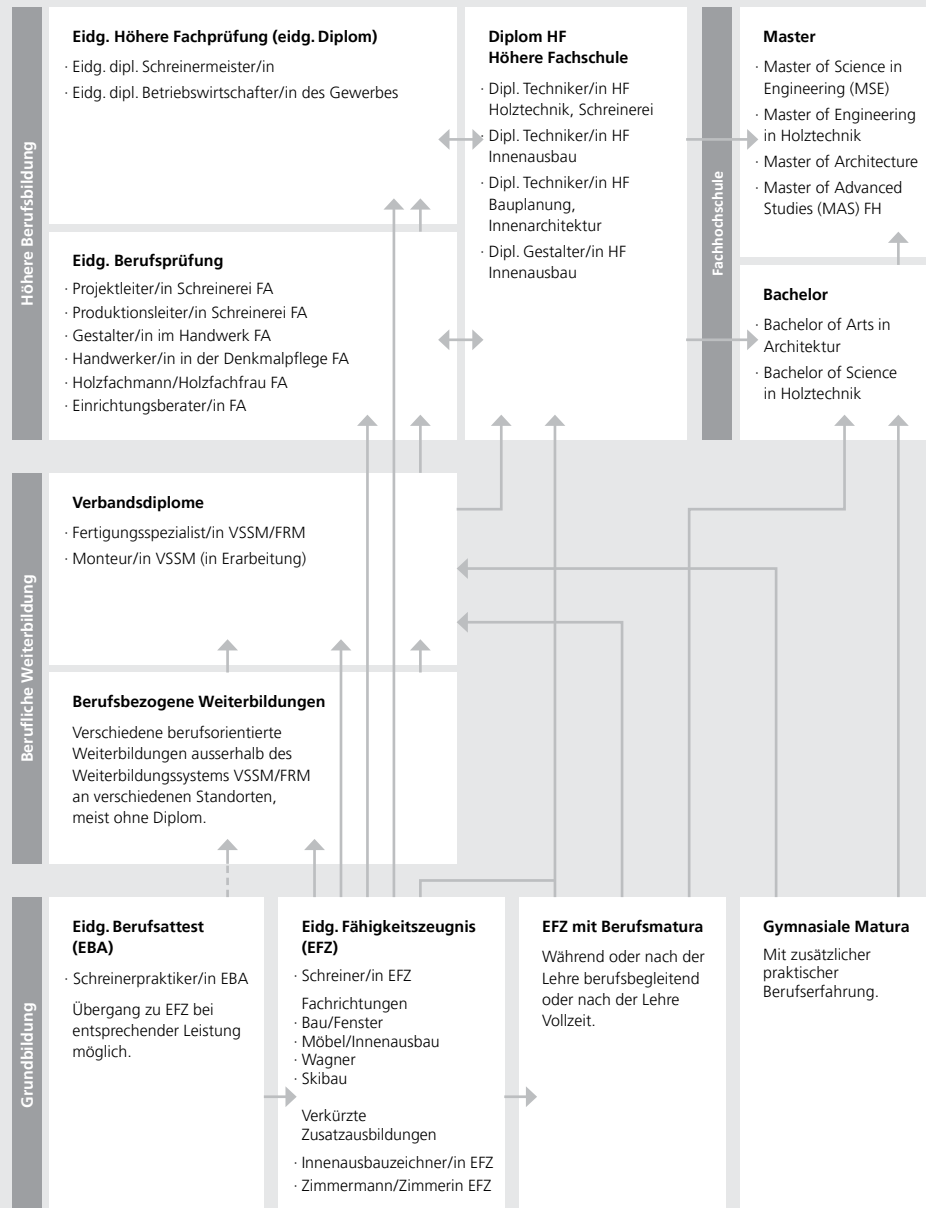 Höhere Berufsbildung
Eidg. Höhere Fachprüfung (eidg. Diplom)
· Eidg. dipl. Schreinermeister/in
· Eidg. dipl. Betriebswirtschafter/in des Gewerbes
Eidg. Berufsprüfung
· Projektleiter/in Schreinerei FA
· Produktionsleiter/in Schreinerei FA
· Gestalter/in im Handwerk FA
· Handwerker/in in der Denkmalpflege FA
· Holzfachmann/Holzfachfrau FA
· Einrichtungsberater/in FA
Diplom HF
Höhere Fachschule
· Dipl. Techniker/in HF
Holztechnik, Schreinerei
· Dipl. Techniker/in HF
Innenausbau
· Dipl. Techniker/in HF
Bauplanung,
Innenarchitektur
· Dipl. Gestalter/in HF
Innenausbau
Fachhochschule
Master
· Master of Science in
Engineering (MSE)
· Master of Engineering
in Holztechnik
· Master of Architecture
· Master of Advanced
Studies (MAS) FH
Bachelor
· Bachelor of Arts in
Architektur
· Bachelor of Science
in Holztechnik
Berufliche Weiterbildung
Verbandsdiplome
· Fertigungsspezialist/in VSSM/FRM
· Monteur/in VSSM (in Erarbeitung)
Berufsbezogene Weiterbildungen
Verschiedene berufsorientierte
Weiterbildungen ausserhalb des
Weiterbildungssystems VSSM/FRM
an verschiedenen Standorten,
meist ohne Diplom.
Grundbildung
Eidg. Berufsattest
(EBA)
· Schreinerpraktiker/in EBA
Übergang zu EFZ bei
entsprechender Leistung
möglich.
Eidg. Fähigkeitszeugnis
(EFZ)
· Schreiner/in EFZ
Fachrichtungen
· Bau/Fenster
· Möbel/Innenausbau
· Wagner
· Skibau
Verkürzte
Zusatzausbildungen
· Innenausbauzeichner/in EFZ
· Zimmermann/Zimmerin EFZ
EFZ mit Berufsmatura
Während oder nach der
Lehre berufsbegleitend
oder nach der Lehre
Vollzeit.
Gymnasiale Matura
Mit zusätzlicher
praktischer
Berufserfahrung.